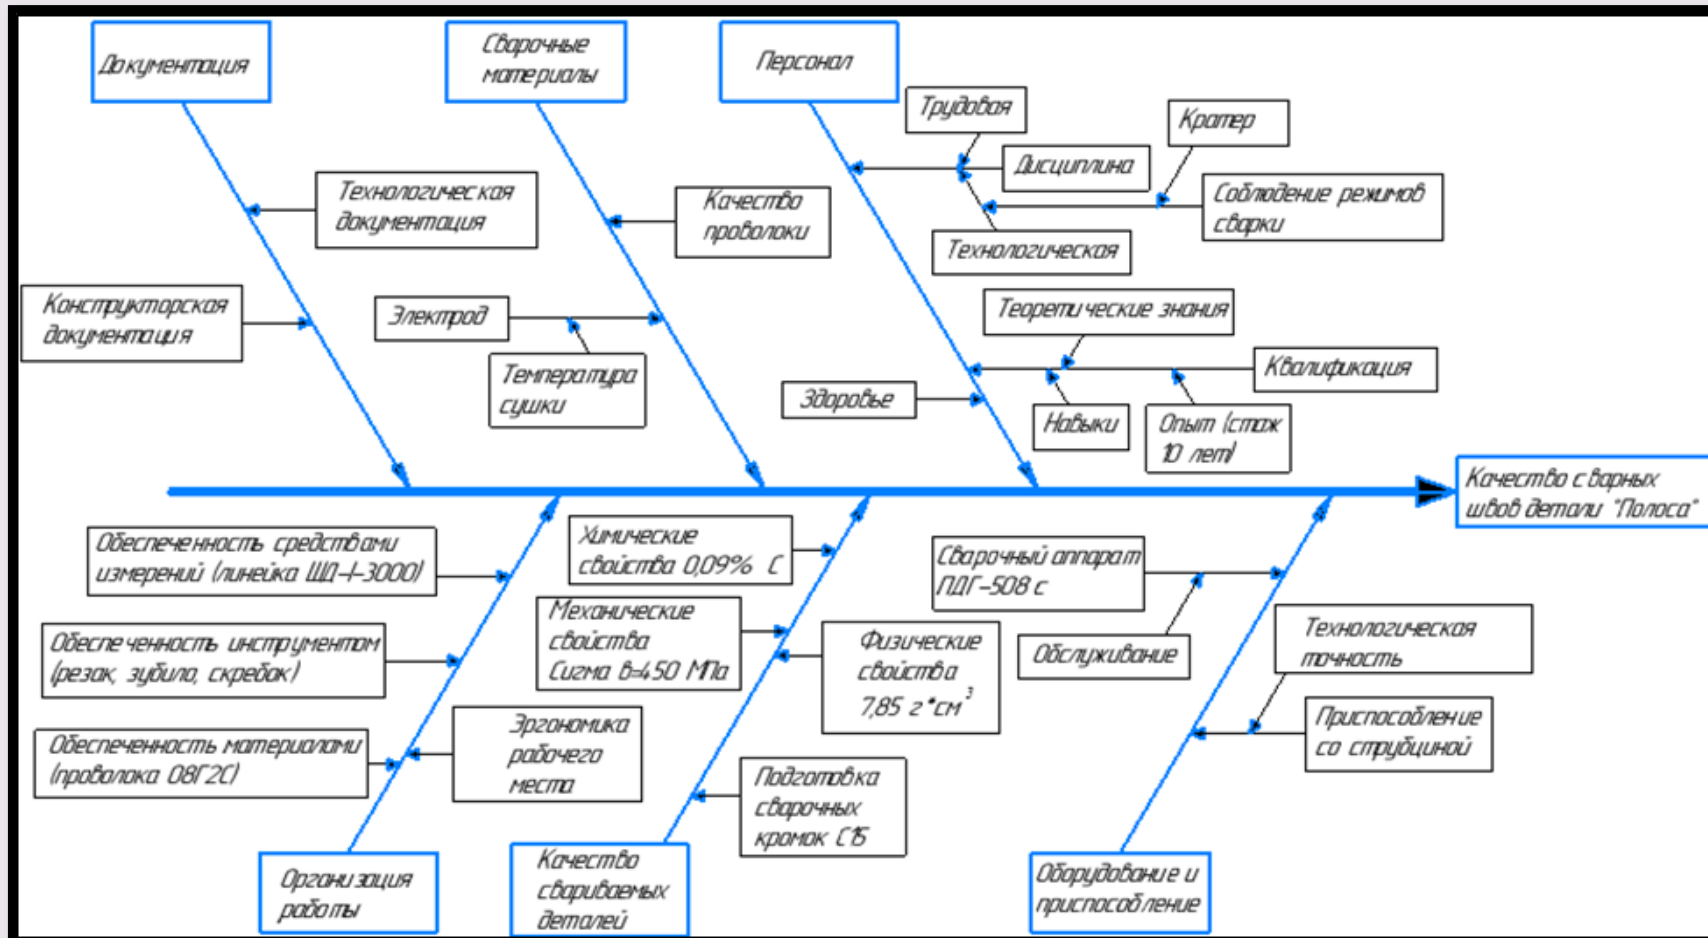 Документация
Сварочные
материалы
Персонал
Трудовая
Кратер
Дисциплина
Технологическая
документация
Качество
проволоки
Соблюдение режимов
сварки
Технологическая
Конструкторская
документация
Электрод
Теоретические знания
Температура
сушки
Квалификация
Здоровье
Навыки
Опыт (стаж
10 лет)
Качество сварных
швов детали "Полоса"
Обеспеченность средствами
измерений (линейка ШД-I-3000)
Химические
свойства 0,09% С
Сварочный аппарат
ПДГ-508 с
Механические
свойства
Сигма в=450 МПа
Обеспеченность инструментом
(резак, зубило, скребок)
Физические
свойства
7,85 г*см³
Обслуживание
Технологическая
точность
Эргономика
рабочего
места
Приспособление
со струбциной
Обеспеченность материалами
(проволока 08Г2С)
Подготовка
сварочных
кромок С15
Организация
работы
Качество
свариваемых
деталей
Оборудование и
приспособление